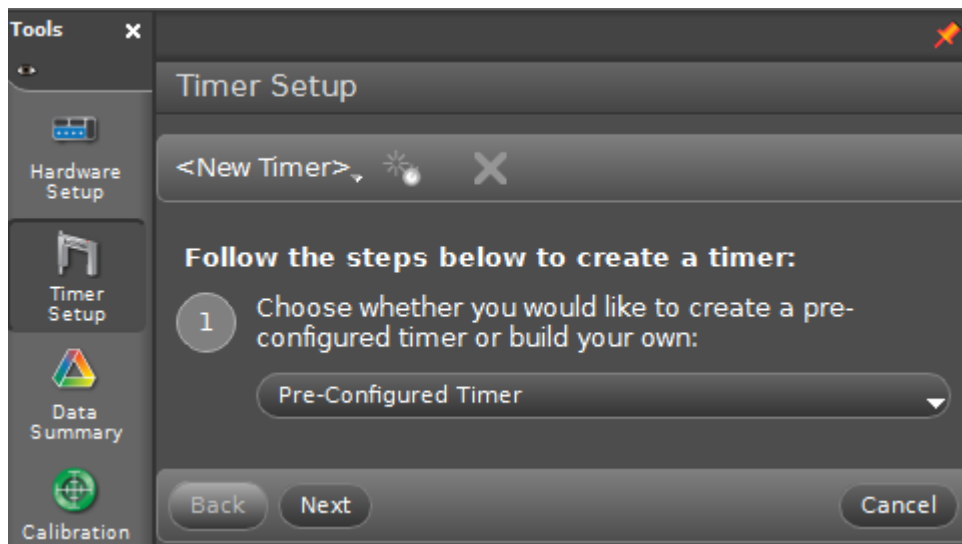 Tools
Hardware
Setup
Timer
Setup
Data
Summary
Calibration
Timer Setup
<New Timer>
Follow the steps below to create a timer:
1
Choose whether you would like to create a pre-
configured timer or build your own:
Pre-Configured Timer
Back
Next
Cancel